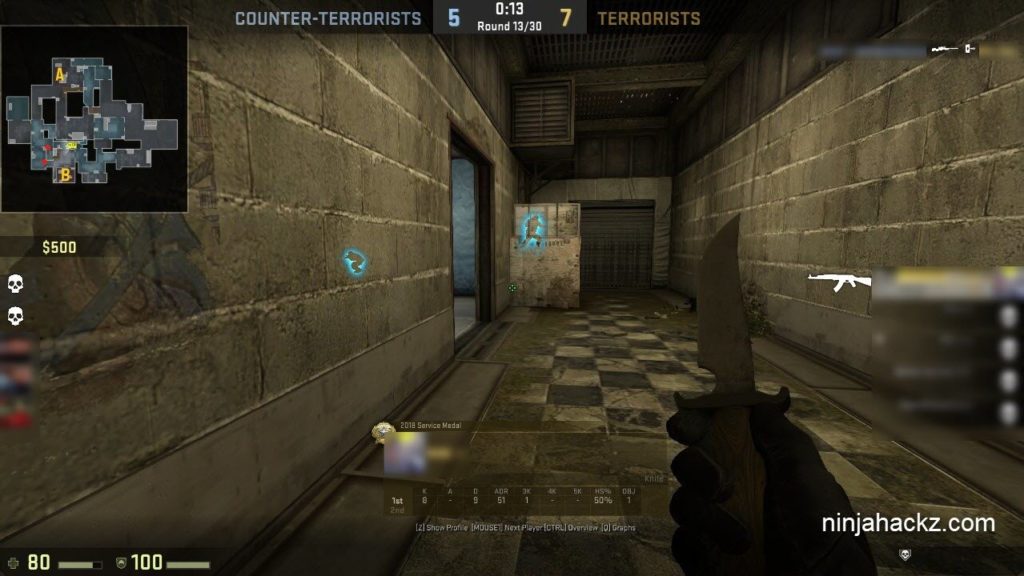 COUNTER-TERRORISTS 5 0:13 7 TERRORISTS
Round 13/30
A
B
$500
2018 Service Medal
Knife
K A D ADR 3K 4K 5K HS% OBJ
1st 8 - 9 51 1 - - 50% 1
2nd
[Z] Show Profile [MOUSE1] Next Player [CTRL] Overview [Q] Graphs
ninjahackz.com
80 100